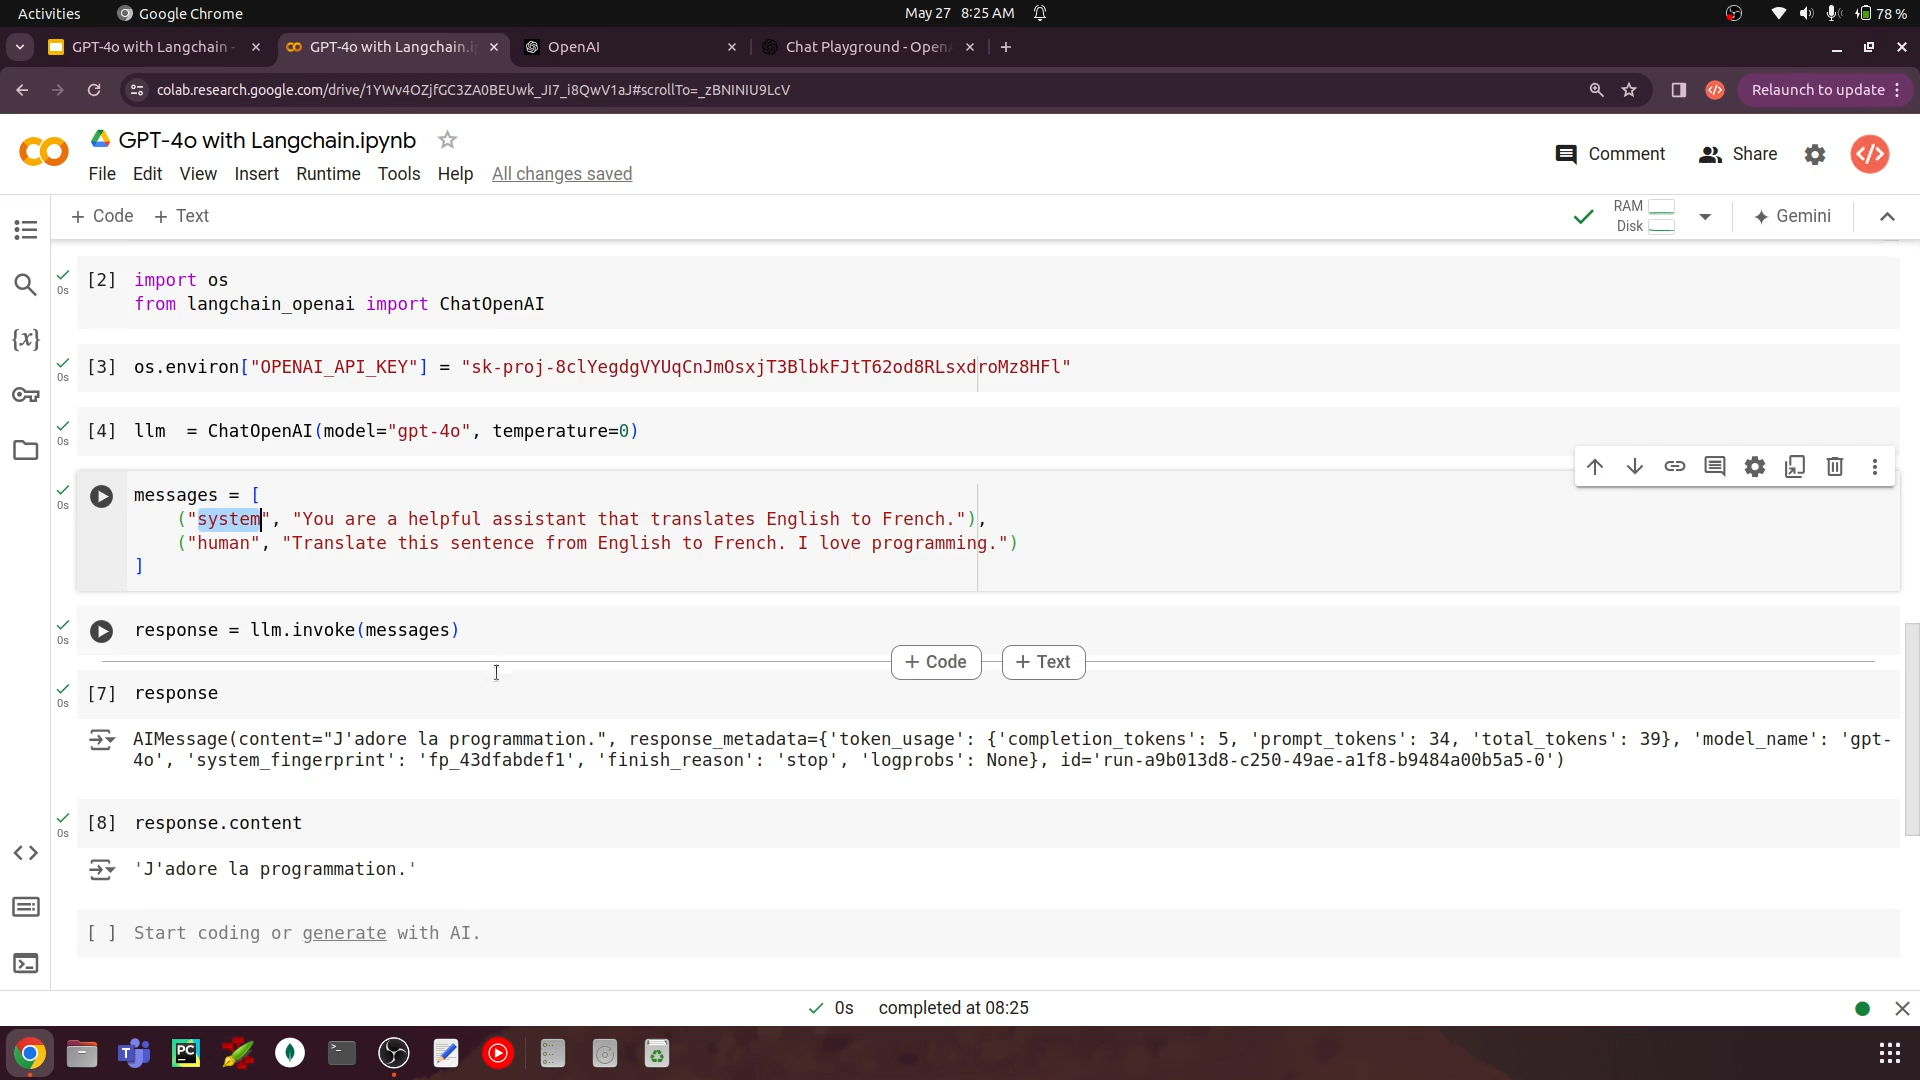 Activities
Google Chrome
May 27 8:25 AM
78 %
GPT-4o with Langchain -
GPT-4o with Langchain.i
OpenAI
Chat Playground - Open
colab.research.google.com/drive/1YWv4OZjfGC3ZA0BEUwk_JI7_i8QwV1aJ#scrollTo=_zBNINIU9LcV
Relaunch to update
GPT-4o with Langchain.ipynb
File Edit View Insert Runtime Tools Help All changes saved
Comment
Share
+ Code + Text
RAM
Disk
Gemini
[2] import os
0s
from langchain_openai import ChatOpenAI
[3] os.environ["OPENAI_API_KEY"] = "sk-proj-8clYegdgVYUqCnJmOsxjT3BlbkFJtT62od8RLsxdroMz8HFl"
0s
[4] llm  = ChatOpenAI(model="gpt-4o", temperature=0)
0s
messages = [
0s
("system", "You are a helpful assistant that translates English to French."),
("human", "Translate this sentence from English to French. I love programming.")
]
response = llm.invoke(messages)
0s
+ Code
+ Text
[7] response
0s
AIMessage(content="J'adore la programmation.", response_metadata={'token_usage': {'completion_tokens': 5, 'prompt_tokens': 34, 'total_tokens': 39}, 'model_name': 'gpt-
4o', 'system_fingerprint': 'fp_43dfabdef1', 'finish_reason': 'stop', 'logprobs': None}, id='run-a9b013d8-c250-49ae-a1f8-b9484a00b5a5-0')
[8] response.content
0s
'J'adore la programmation.'
[ ] Start coding or generate with AI.
0s completed at 08:25